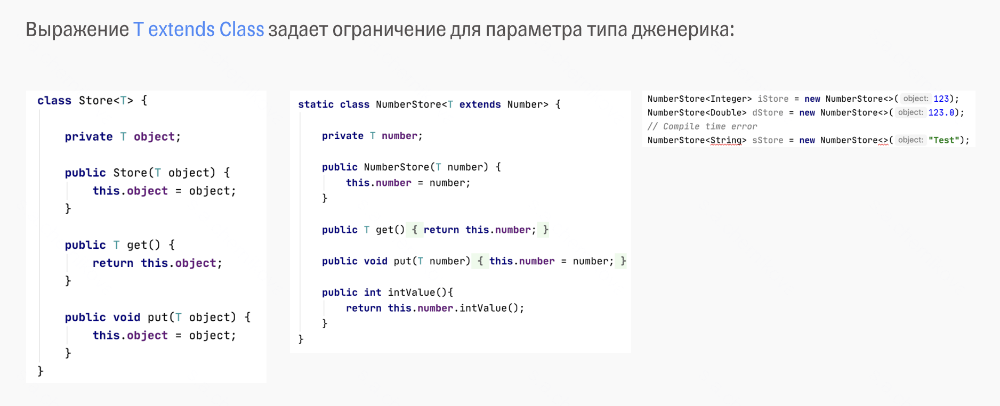 Выражение T extends Class задает ограничение для параметра типа дженерика:
class Store<T> {
private T object;
public Store(T object) {
this.object = object;
}
public T get() {
return this.object;
}
public void put(T object) {
this.object = object;
}
}
static class NumberStore<T extends Number> {
private T number;
public NumberStore(T number) {
this.number = number;
}
public T get() { return this.number; }
public void put(T number) { this.number = number; }
public int intValue(){
return this.number.intValue();
}
}
NumberStore<Integer> iStore = new NumberStore<>( object: 123);
NumberStore<Double> dStore = new NumberStore<>( object: 123.0);
// Compile time error
NumberStore<String> sStore = new NumberStore<>( object: "Test");